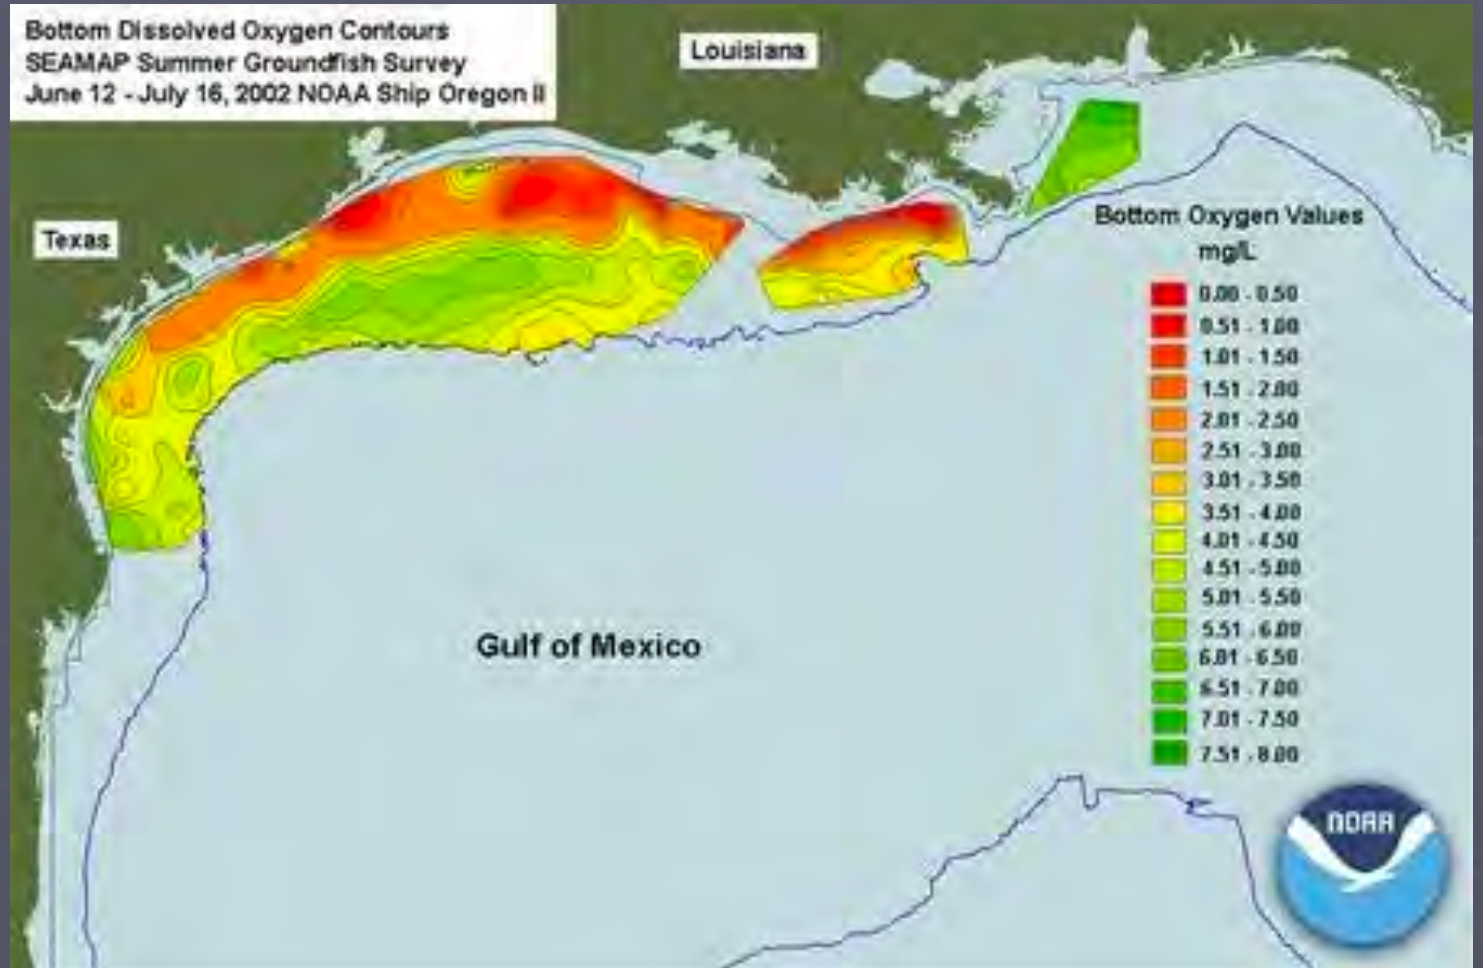 Bottom Dissolved Oxygen Contours
SEAMAP Summer Groundfish Survey
June 12 - July 16, 2002 NOAA Ship Oregon II
Louisiana
Texas
Bottom Oxygen Values
mg/L
0.00 - 0.50
0.51 - 1.00
1.01 - 1.50
1.51 - 2.00
2.01 - 2.50
2.51 - 3.00
3.01 - 3.50
3.51 - 4.00
4.01 - 4.50
4.51 - 5.00
5.01 - 5.50
5.51 - 6.00
6.01 - 6.50
6.51 - 7.00
7.01 - 7.50
7.51 - 8.00
Gulf of Mexico
NOAA